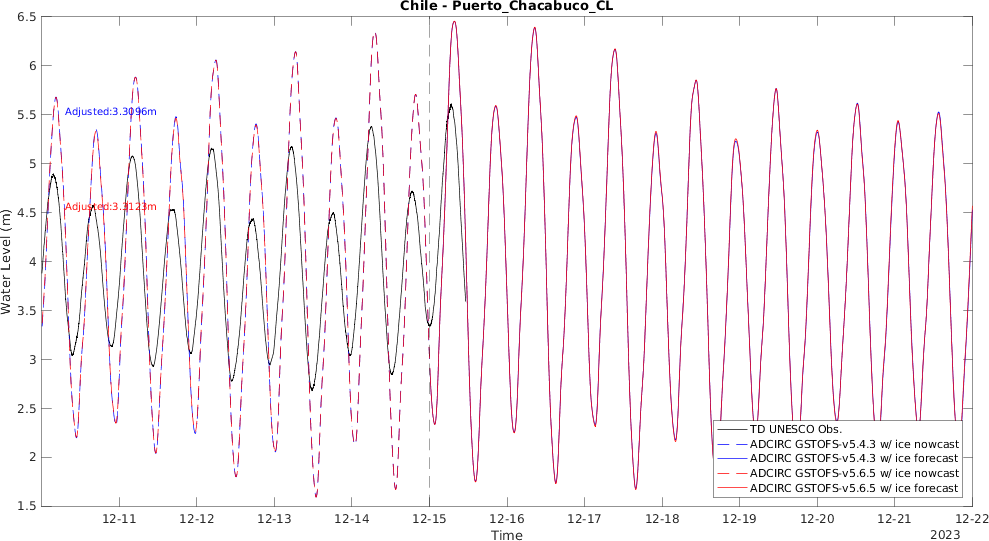 Chile - Puerto_Chacabuco_CL
6.5
6
5.5
5
4.5
4
3.5
3
2.5
2
1.5
Water Level (m)
Adjusted:3.3096m
Adjusted:3.3123m
TD UNESCO Obs.
ADCIRC GSTOFS-v5.4.3 w/ ice nowcast
ADCIRC GSTOFS-v5.4.3 w/ ice forecast
ADCIRC GSTOFS-v5.6.5 w/ ice nowcast
ADCIRC GSTOFS-v5.6.5 w/ ice forecast
12-11 12-12 12-13 12-14 12-15 12-16 12-17 12-18 12-19 12-20 12-21 12-22
Time
2023